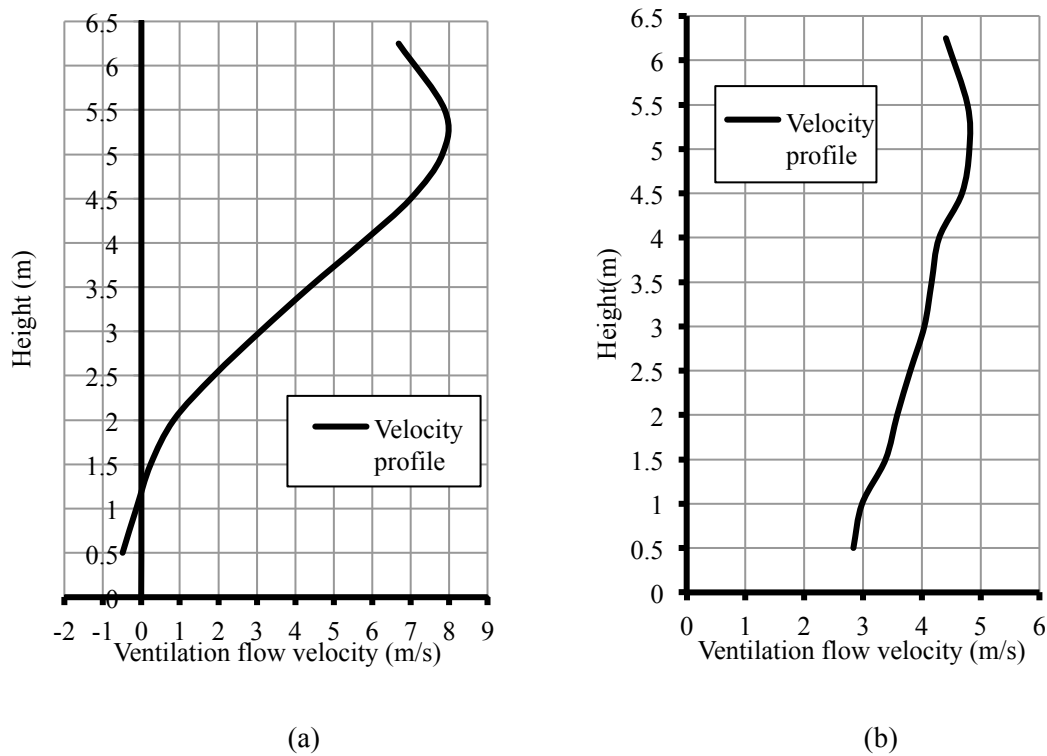 6.5
6
5.5
5
4.5
4
3.5
3
2.5
2
1.5
1
0.5
0
Height (m)
Velocity
profile
-2 -1 0 1 2 3 4 5 6 7 8 9
Ventilation flow velocity (m/s)
(a)
6.5
6
5.5
5
4.5
4
3.5
3
2.5
2
1.5
1
0.5
0
Height(m)
Velocity
profile
0 1 2 3 4 5 6
Ventilation flow velocity (m/s)
(b)